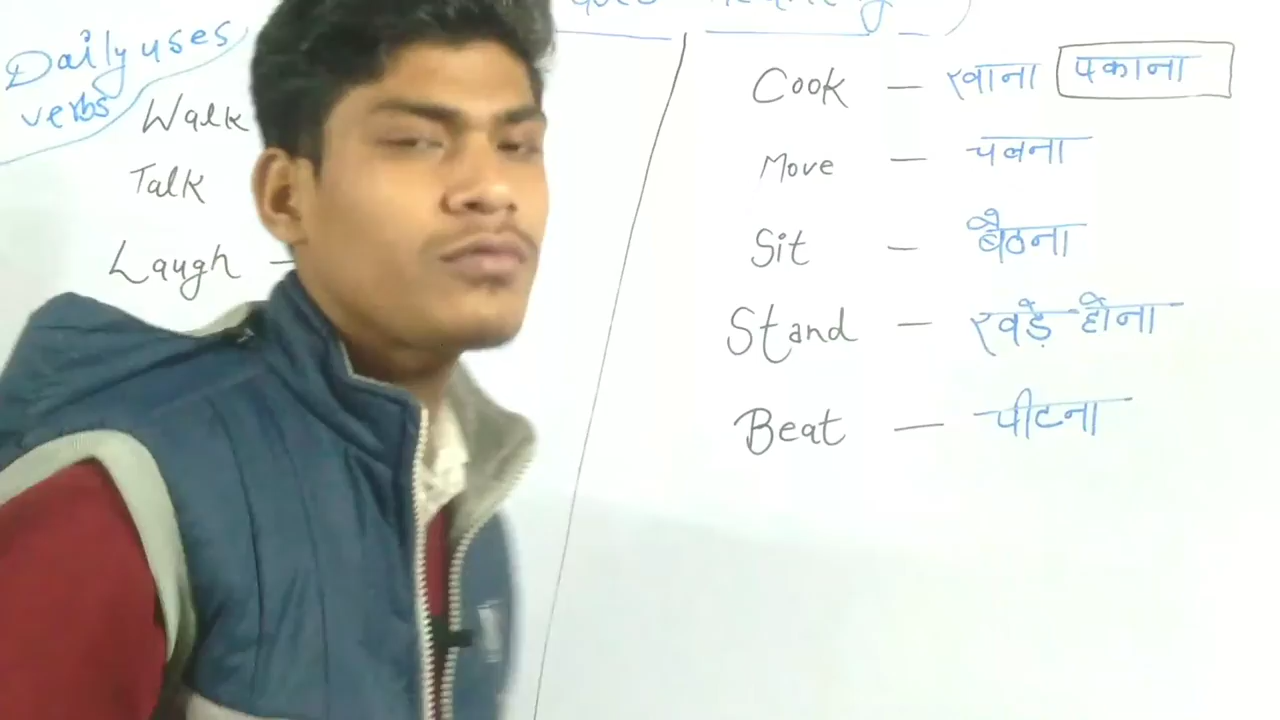 Daily uses
verbs
Walk
Talk
Laugh —
Cook — खाना पकाना
Move — चलना
Sit — बैठना
Stand — खड़े होना
Beat — पीटना